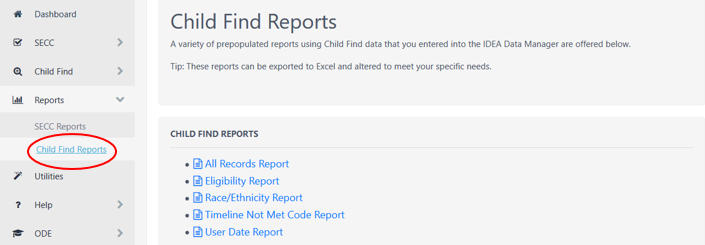 Dashboard
SECC
Child Find
Reports
SECC Reports
Child Find Reports
Utilities
Help
ODE
Child Find Reports
A variety of prepopulated reports using Child Find data that you entered into the IDEA Data Manager are offered below.
Tip: These reports can be exported to Excel and altered to meet your specific needs.
CHILD FIND REPORTS
All Records Report
Eligibility Report
Race/Ethnicity Report
Timeline Not Met Code Report
User Date Report